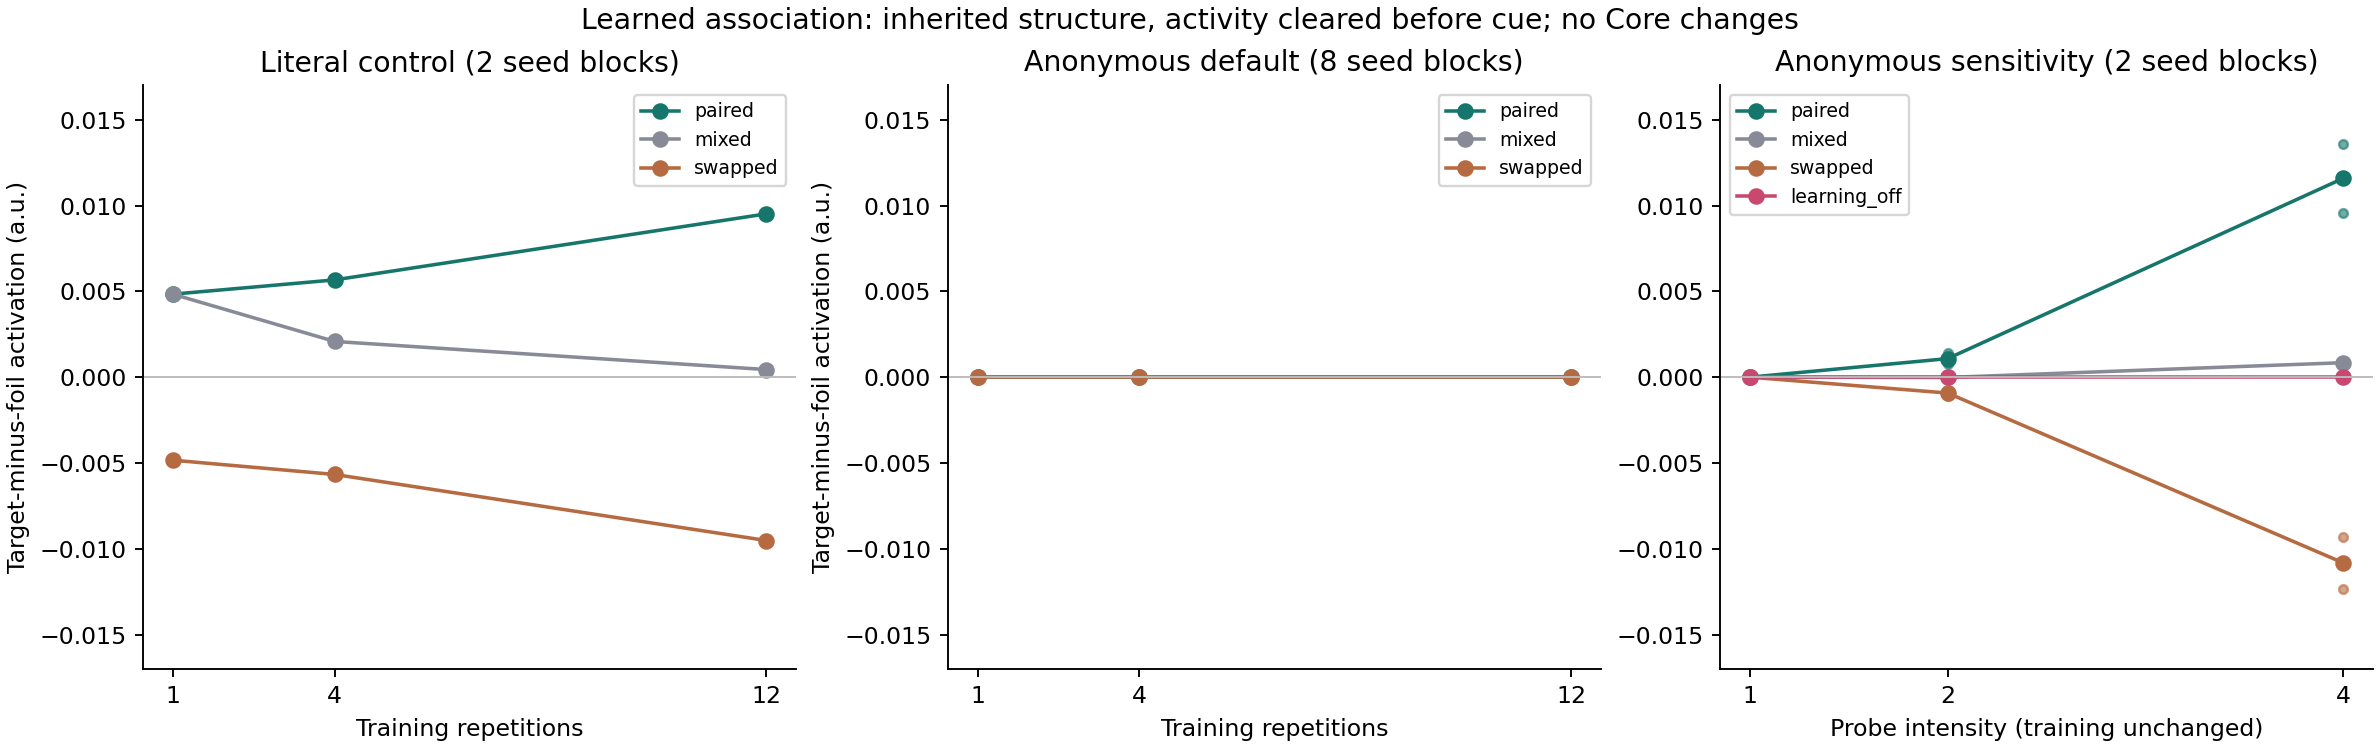 Learned association: inherited structure, activity cleared before cue; no Core changes
Literal control (2 seed blocks)
Target-minus-foil activation (a.u.)
0.015
0.010
0.005
0.000
−0.005
−0.010
−0.015
paired
mixed
swapped
1
4
12
Training repetitions
Anonymous default (8 seed blocks)
Target-minus-foil activation (a.u.)
0.015
0.010
0.005
0.000
−0.005
−0.010
−0.015
paired
mixed
swapped
1
4
12
Training repetitions
Anonymous sensitivity (2 seed blocks)
0.015
0.010
0.005
0.000
−0.005
−0.010
−0.015
paired
mixed
swapped
learning_off
1
2
4
Probe intensity (training unchanged)